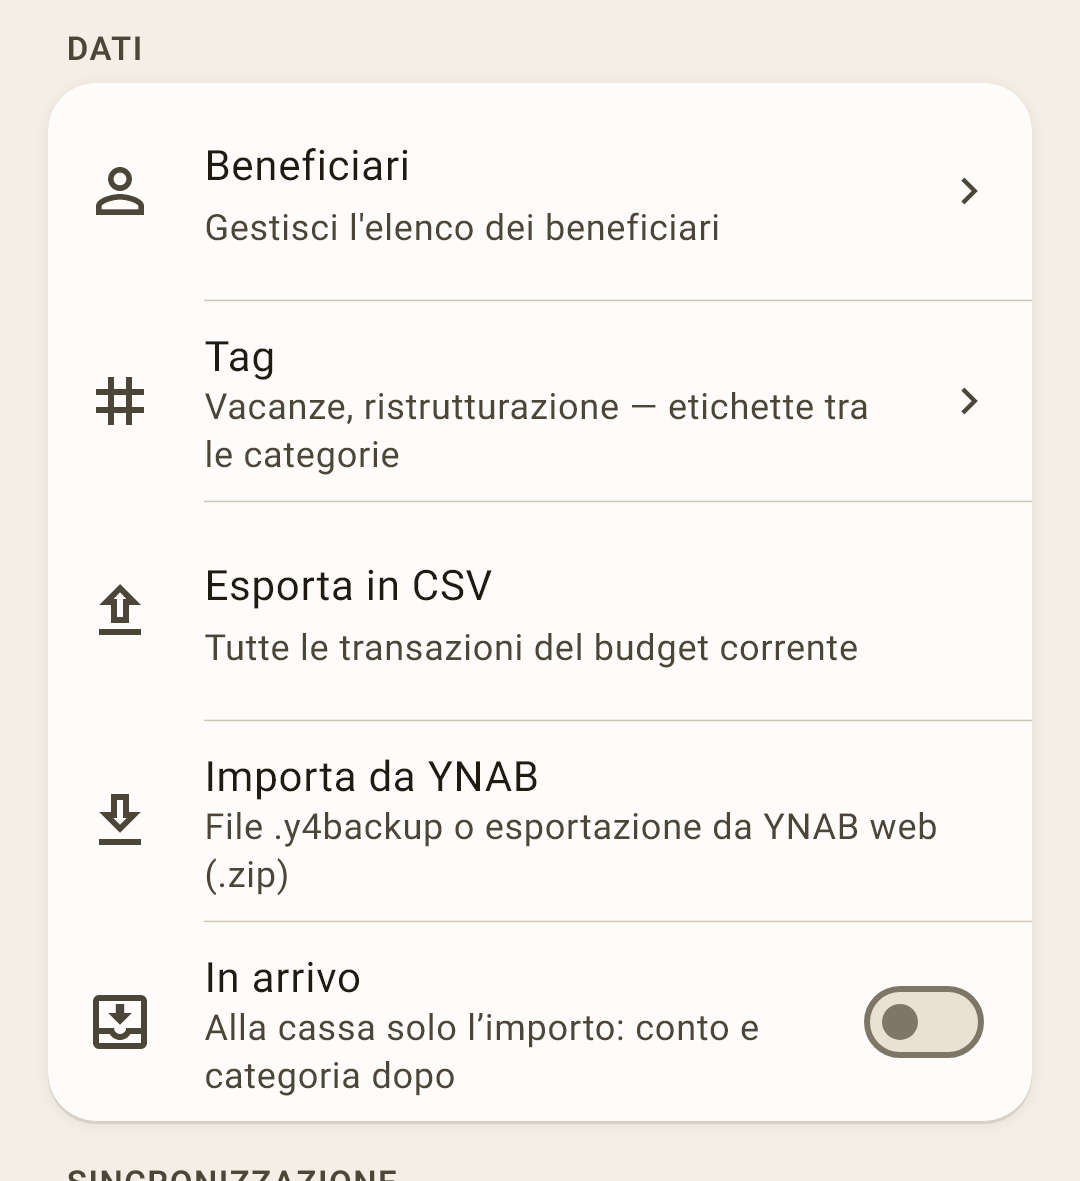 DATI
Beneficiari
Gestisci l'elenco dei beneficiari
Tag
Vacanze, ristrutturazione — etichette tra
le categorie
Esporta in CSV
Tutte le transazioni del budget corrente
Importa da YNAB
File .y4backup o esportazione da YNAB web
(.zip)
In arrivo
Alla cassa solo l’importo: conto e
categoria dopo
SINCRONIZZAZIONE